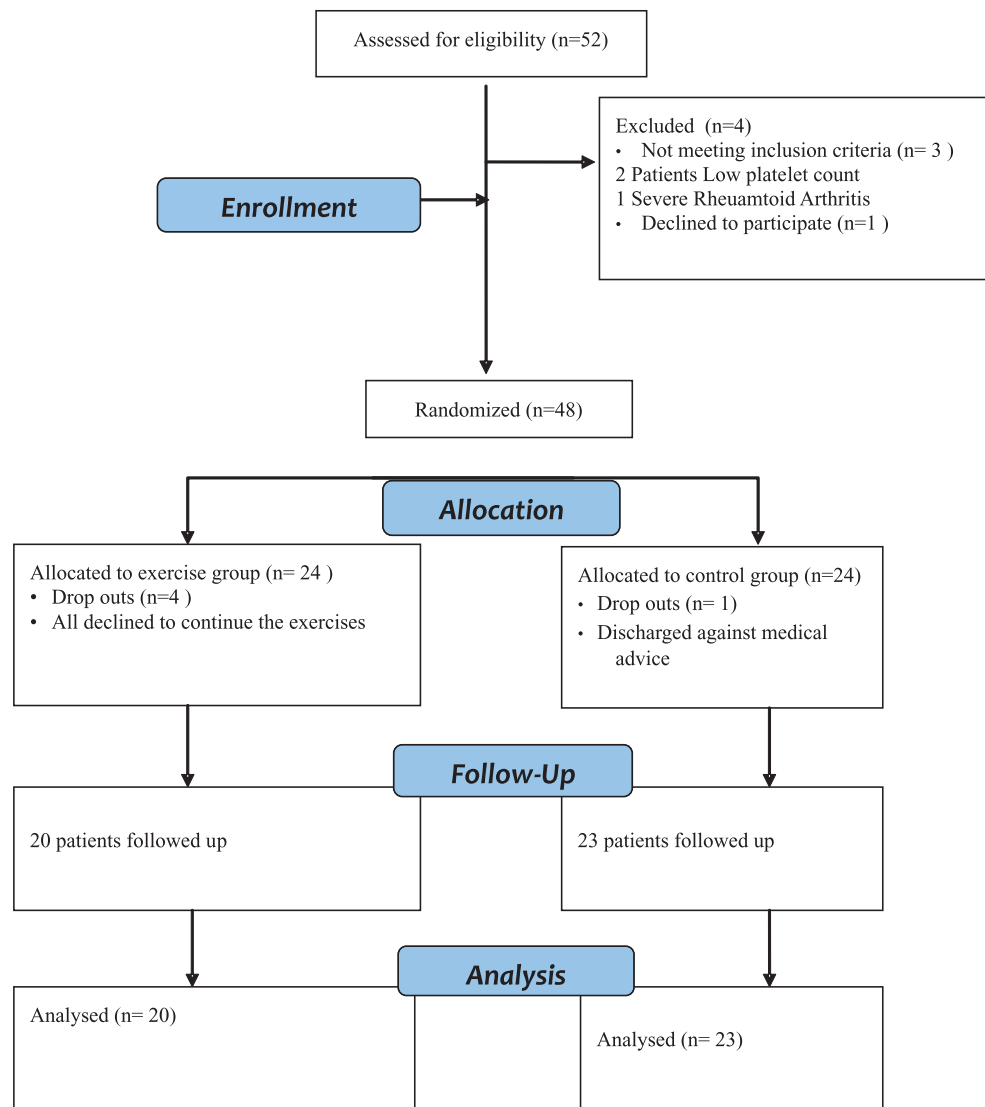 Assessed for eligibility (n=52)
Excluded (n=4)
• Not meeting inclusion criteria (n= 3 )
2 Patients Low platelet count
1 Severe Rheuamtoid Arthritis
• Declined to participate (n=1 )
Enrollment
Randomized (n=48)
Allocation
Allocated to exercise group (n= 24 )
• Drop outs (n=4 )
• All declined to continue the exercises
Allocated to control group (n=24)
• Drop outs (n= 1)
• Discharged against medical
advice
Follow-Up
20 patients followed up
23 patients followed up
Analysis
Analysed (n= 20)
Analysed (n= 23)